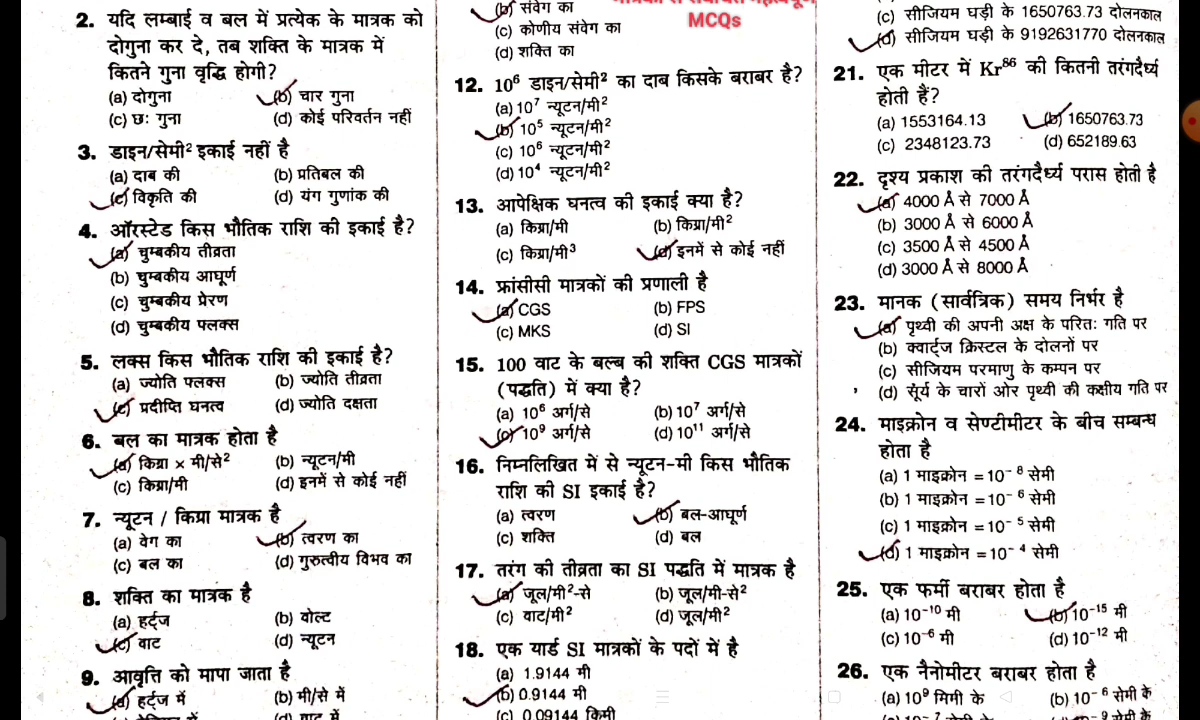 2. यदि लम्बाई व बल में प्रत्येक के मात्रक को
दोगुना कर दे, तब शक्ति के मात्रक में
कितने गुना वृद्धि होगी?
(a) दोगुना (b) चार गुना
(c) छः गुना (d) कोई परिवर्तन नहीं
3. डाइन/सेमी² इकाई नहीं है
(a) दाब की (b) प्रतिबल की
(c) विकृति की (d) यंग गुणांक की
4. ऑरस्टेड किस भौतिक राशि की इकाई है?
(a) चुम्बकीय तीव्रता
(b) चुम्बकीय आघूर्ण
(c) चुम्बकीय प्रेरण
(d) चुम्बकीय फ्लक्स
5. लक्स किस भौतिक राशि की इकाई है?
(a) ज्योति फ्लक्स (b) ज्योति तीव्रता
(c) प्रदीप्ति घनत्व (d) ज्योति दक्षता
6. बल का मात्रक होता है
(a) किग्रा × मी/से² (b) न्यूटन/मी
(c) किग्रा/मी (d) इनमें से कोई नहीं
7. न्यूटन / किग्रा मात्रक है
(a) वेग का (b) त्वरण का
(c) बल का (d) गुरुत्वीय विभव का
8. शक्ति का मात्रक है
(a) हर्ट्ज (b) वोल्ट
(c) वाट (d) न्यूटन
9. आवृत्ति को मापा जाता है
(a) हर्ट्ज में (b) मी/से में
(d) वाट में
(b) संवेग का
(c) कोणीय संवेग का
(d) शक्ति का
MCQs
12. 10⁶ डाइन/सेमी² का दाब किसके बराबर है?
(a) 10⁷ न्यूटन/मी²
(b) 10⁵ न्यूटन/मी²
(c) 10⁶ न्यूटन/मी²
(d) 10⁴ न्यूटन/मी²
13. आपेक्षिक घनत्व की इकाई क्या है?
(a) किग्रा/मी (b) किग्रा/मी²
(c) किग्रा/मी³ (d) इनमें से कोई नहीं
14. फ्रांसीसी मात्रकों की प्रणाली है
(a) CGS (b) FPS
(c) MKS (d) SI
15. 100 वाट के बल्ब की शक्ति CGS मात्रकों
(पद्धति) में क्या है?
(a) 10⁶ अर्ग/से (b) 10⁷ अर्ग/से
(c) 10⁹ अर्ग/से (d) 10¹¹ अर्ग/से
16. निम्नलिखित में से न्यूटन-मी किस भौतिक
राशि की SI इकाई है?
(a) त्वरण (b) बल-आघूर्ण
(c) शक्ति (d) बल
17. तरंग की तीव्रता का SI पद्धति में मात्रक है
(a) जूल/मी²-से (b) जूल/मी-से²
(c) वाट/मी² (d) जूल/मी²
18. एक यार्ड SI मात्रकों के पदों में है
(a) 1.9144 मी
(b) 0.9144 मी
(c) 0.09144 किमी
(c) सीजियम घड़ी के 1650763.73 दोलनकाल
(d) सीजियम घड़ी के 9192631770 दोलनकाल
21. एक मीटर में Kr⁸⁶ की कितनी तरंगदैर्ध्य
होती हैं?
(a) 1553164.13 (b) 1650763.73
(c) 2348123.73 (d) 652189.63
22. दृश्य प्रकाश की तरंगदैर्ध्य परास होती है
(a) 4000 Å से 7000 Å
(b) 3000 Å से 6000 Å
(c) 3500 Å से 4500 Å
(d) 3000 Å से 8000 Å
23. मानक (सार्वत्रिक) समय निर्भर है
(a) पृथ्वी की अपनी अक्ष के परितः गति पर
(b) क्वार्ट्ज क्रिस्टल के दोलनों पर
(c) सीजियम परमाणु के कम्पन पर
(d) सूर्य के चारों ओर पृथ्वी की कक्षीय गति पर
24. माइक्रोन व सेण्टीमीटर के बीच सम्बन्ध
होता है
(a) 1 माइक्रोन = 10⁻⁸ सेमी
(b) 1 माइक्रोन = 10⁻⁶ सेमी
(c) 1 माइक्रोन = 10⁻⁵ सेमी
(d) 1 माइक्रोन = 10⁻⁴ सेमी
25. एक फर्मी बराबर होता है
(a) 10⁻¹⁰ मी (b) 10⁻¹⁵ मी
(c) 10⁻⁶ मी (d) 10⁻¹² मी
26. एक नैनोमीटर बराबर होता है
(a) 10⁹ मिमी के (b) 10⁻⁶ सेमी के